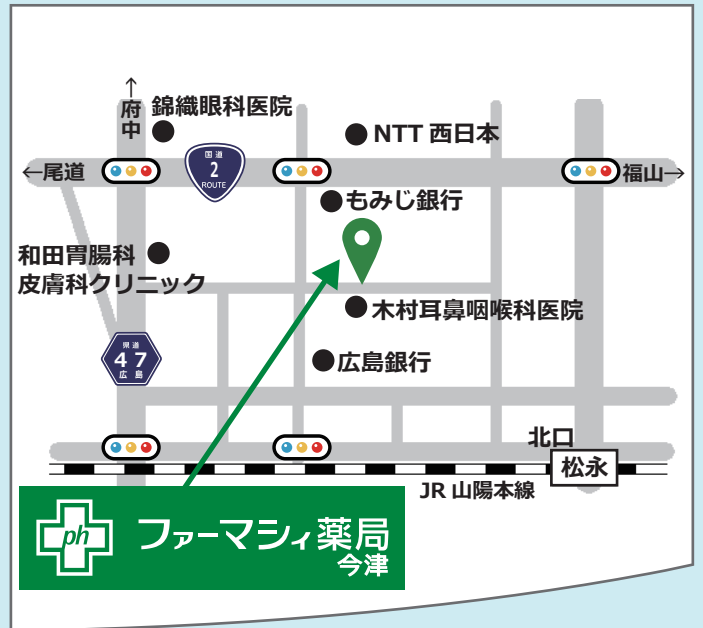 ↑
府中
錦織眼科医院
NTT 西日本
←尾道
国道
2
ROUTE
福山→
もみじ銀行
和田胃腸科
皮膚科クリニック
木村耳鼻咽喉科医院
県道
47
広島
広島銀行
北口
松永
JR 山陽本線
ph
ファーマシィ薬局
今津